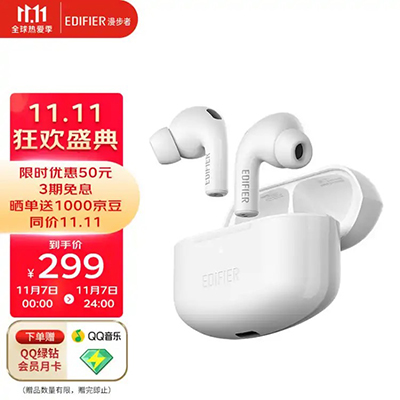 11.11
全球热爱季
EDIFIER 漫步者
11.11
狂欢盛典
限时优惠50元
3期免息
晒单送1000京豆
同价11.11
到手价
¥299
11月7日
00:00
11月7日
24:00
下单赠
QQ绿钻
会员月卡
QQ音乐
(赠品数量有限,赠完即止)
EDIFIER
EDIFIER
EDIFIER